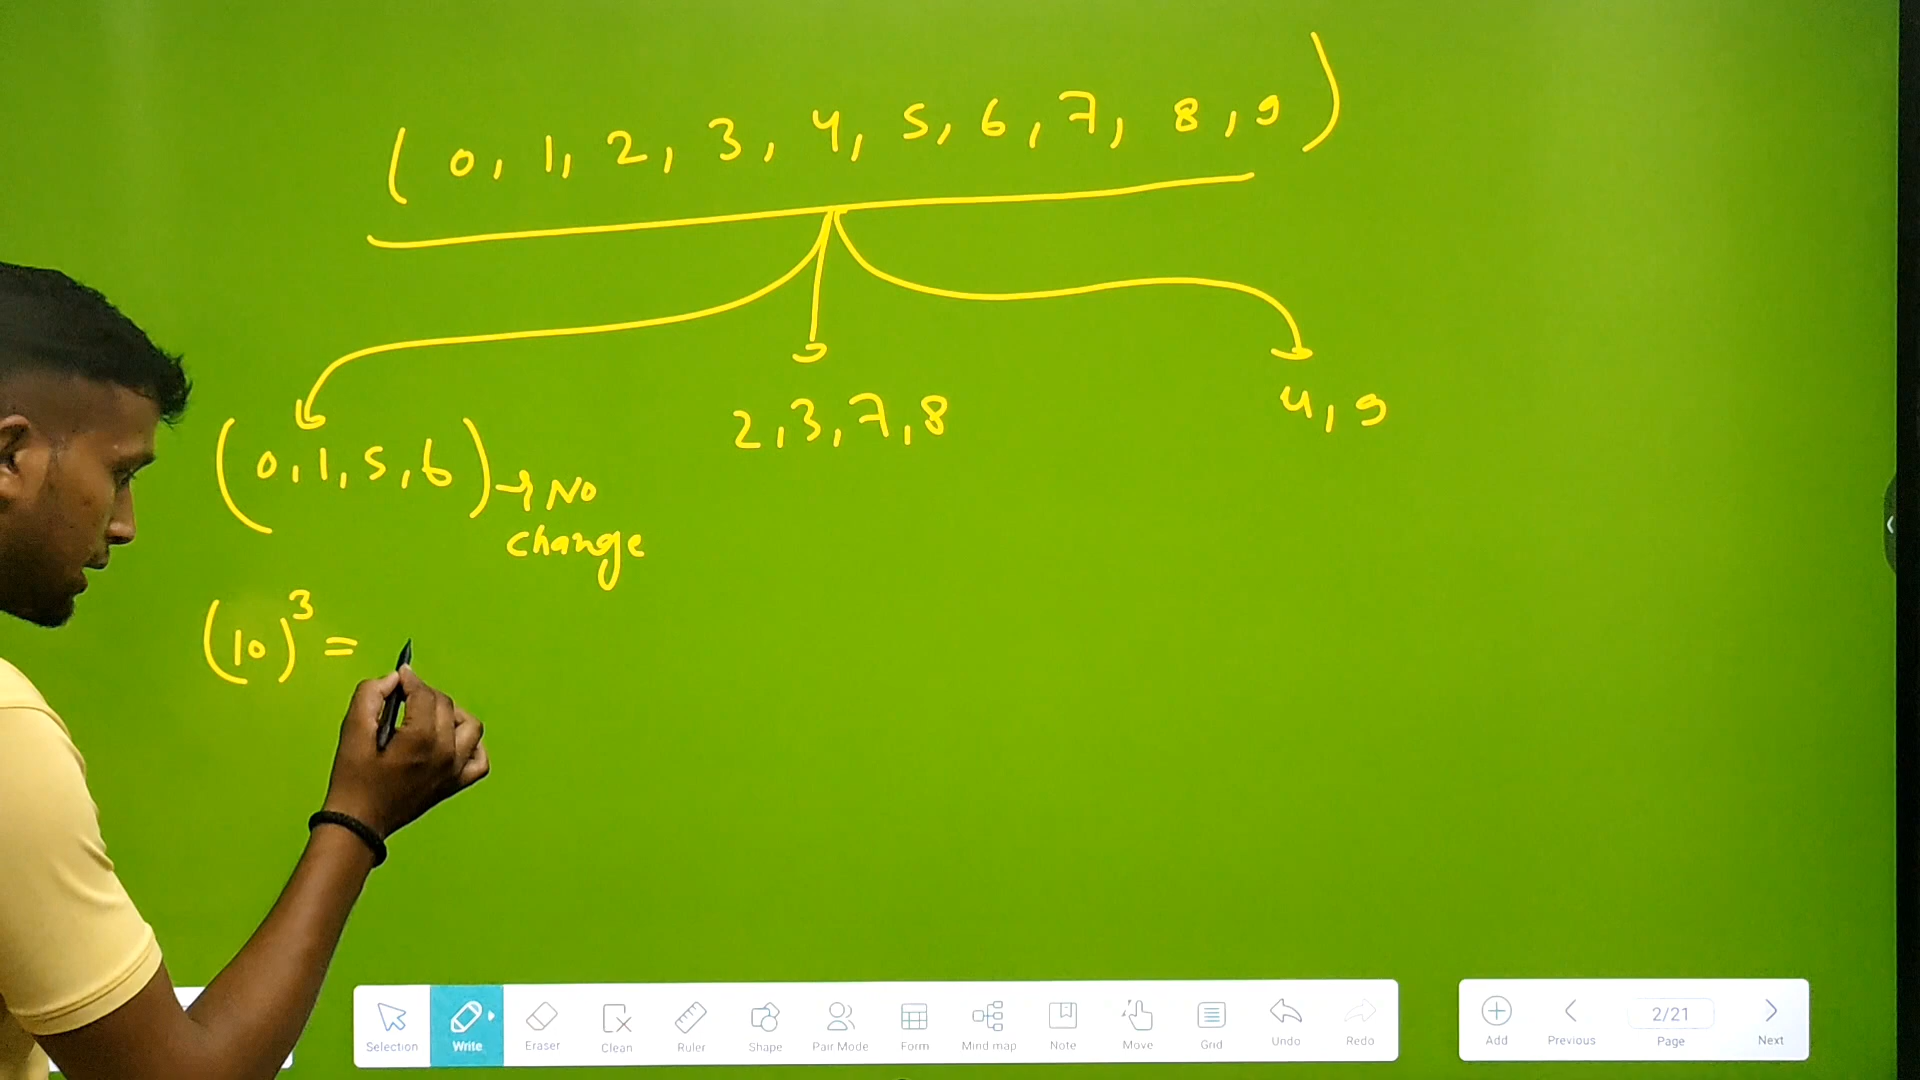 (0, 1, 2, 3, 4, 5, 6, 7, 8, 9)
(0, 1, 5, 6) → No change
2, 3, 7, 8
4, 9
(10)³ =
Selection
Write
Eraser
Clean
Ruler
Shape
Pair Mode
Form
Mind map
Note
Move
Grid
Undo
Redo
Add
Previous
2/21
Page
Next